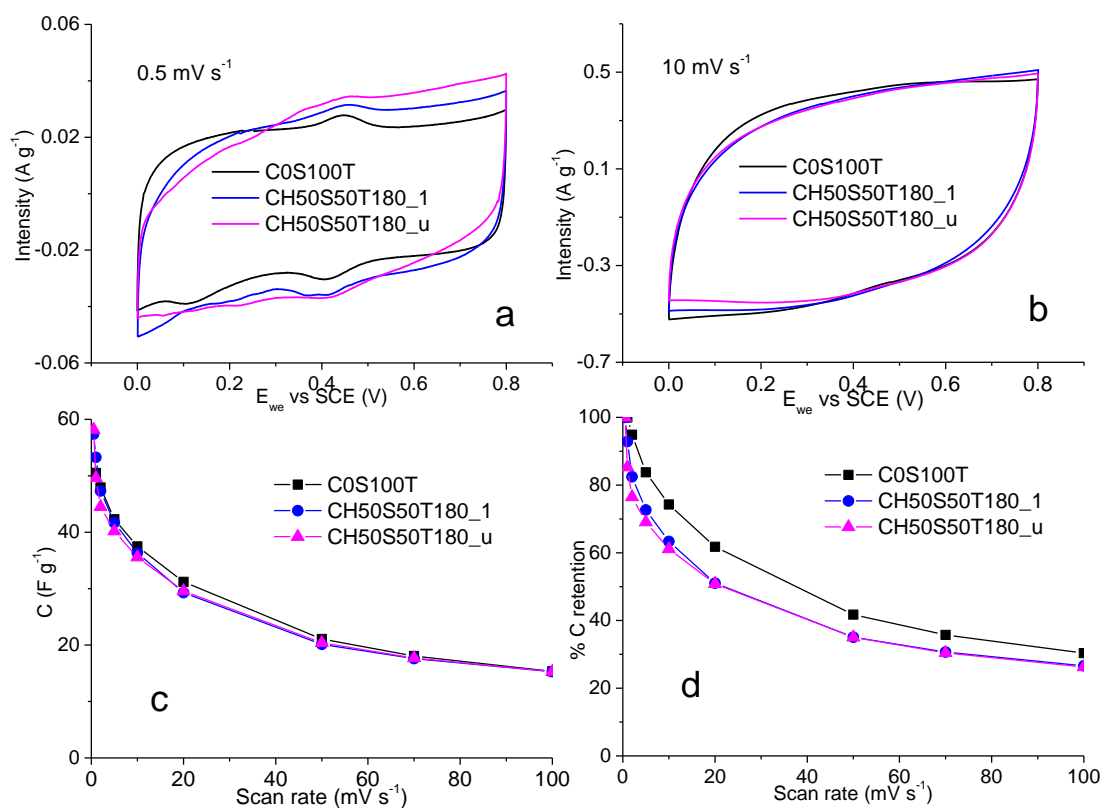 0.06
0.02
-0.02
-0.06
Intensity (A g⁻¹)
0.5 mV s⁻¹
C0S100T
CH50S50T180_1
CH50S50T180_u
a
0.0 0.2 0.4 0.6 0.8
E_we vs SCE (V)
0.5
0.1
-0.3
-0.7
Intensity (A g⁻¹)
10 mV s⁻¹
C0S100T
CH50S50T180_1
CH50S50T180_u
b
0.0 0.2 0.4 0.6 0.8
E_we vs SCE (V)
60
40
20
0
C (F g⁻¹)
C0S100T
CH50S50T180_1
CH50S50T180_u
c
0 20 40 60 80 100
Scan rate (mV s⁻¹)
100
80
60
40
20
0
% C retention
C0S100T
CH50S50T180_1
CH50S50T180_u
d
0 20 40 60 80 100
Scan rate (mV s⁻¹)